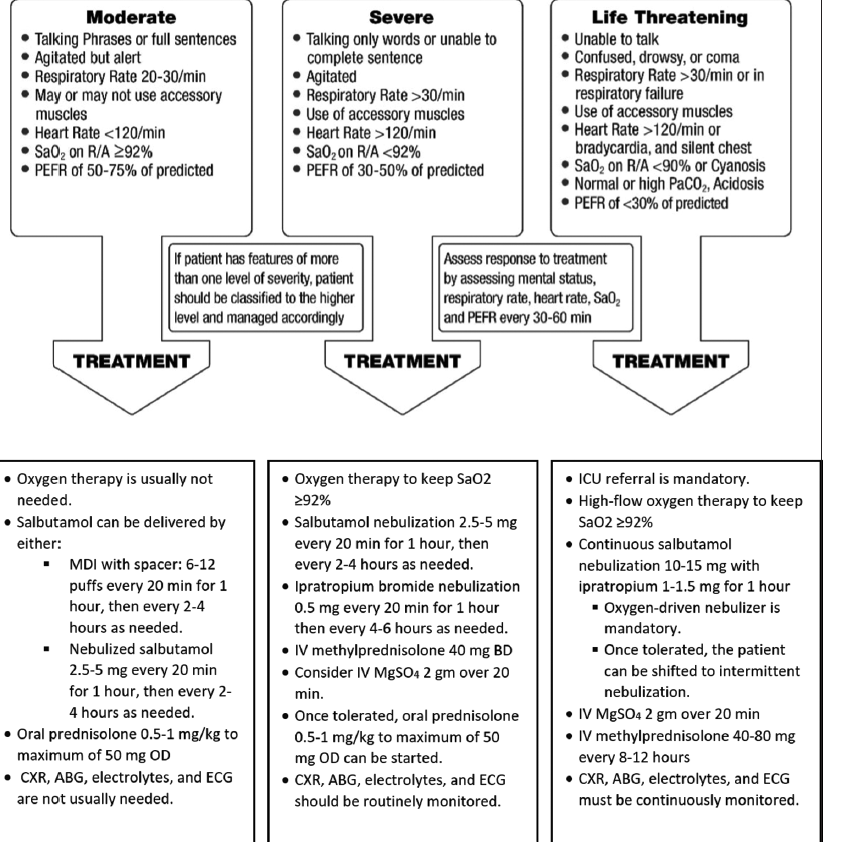 Moderate
• Talking Phrases or full sentences
• Agitated but alert
• Respiratory Rate 20-30/min
• May or may not use accessory
muscles
• Heart Rate <120/min
• SaO₂ on R/A ≥92%
• PEFR of 50-75% of predicted
Severe
• Talking only words or unable to
complete sentence
• Agitated
• Respiratory Rate >30/min
• Use of accessory muscles
• Heart Rate >120/min
• SaO₂ on R/A <92%
• PEFR of 30-50% of predicted
Life Threatening
• Unable to talk
• Confused, drowsy, or coma
• Respiratory Rate >30/min or in
respiratory failure
• Use of accessory muscles
• Heart Rate >120/min or
bradycardia, and silent chest
• SaO₂ on R/A <90% or Cyanosis
• Normal or high PaCO₂, Acidosis
• PEFR of <30% of predicted
If patient has features of more
than one level of severity, patient
should be classified to the higher
level and managed accordingly
Assess response to treatment
by assessing mental status,
respiratory rate, heart rate, SaO₂
and PEFR every 30-60 min
TREATMENT
TREATMENT
TREATMENT
• Oxygen therapy is usually not
needed.
• Salbutamol can be delivered by
either:
▪ MDI with spacer: 6-12
puffs every 20 min for 1
hour, then every 2-4
hours as needed.
▪ Nebulized salbutamol
2.5-5 mg every 20 min
for 1 hour, then every 2-
4 hours as needed.
• Oral prednisolone 0.5-1 mg/kg to
maximum of 50 mg OD
• CXR, ABG, electrolytes, and ECG
are not usually needed.
• Oxygen therapy to keep SaO2
≥92%
• Salbutamol nebulization 2.5-5 mg
every 20 min for 1 hour, then
every 2-4 hours as needed.
• Ipratropium bromide nebulization
0.5 mg every 20 min for 1 hour
then every 4-6 hours as needed.
• IV methylprednisolone 40 mg BD
• Consider IV MgSO₄ 2 gm over 20
min.
• Once tolerated, oral prednisolone
0.5-1 mg/kg to maximum of 50
mg OD can be started.
• CXR, ABG, electrolytes, and ECG
should be routinely monitored.
• ICU referral is mandatory.
• High-flow oxygen therapy to keep
SaO2 ≥92%
• Continuous salbutamol
nebulization 10-15 mg with
ipratropium 1-1.5 mg for 1 hour
▪ Oxygen-driven nebulizer is
mandatory.
▪ Once tolerated, the patient
can be shifted to intermittent
nebulization.
• IV MgSO₄ 2 gm over 20 min
• IV methylprednisolone 40-80 mg
every 8-12 hours
• CXR, ABG, electrolytes, and ECG
must be continuously monitored.